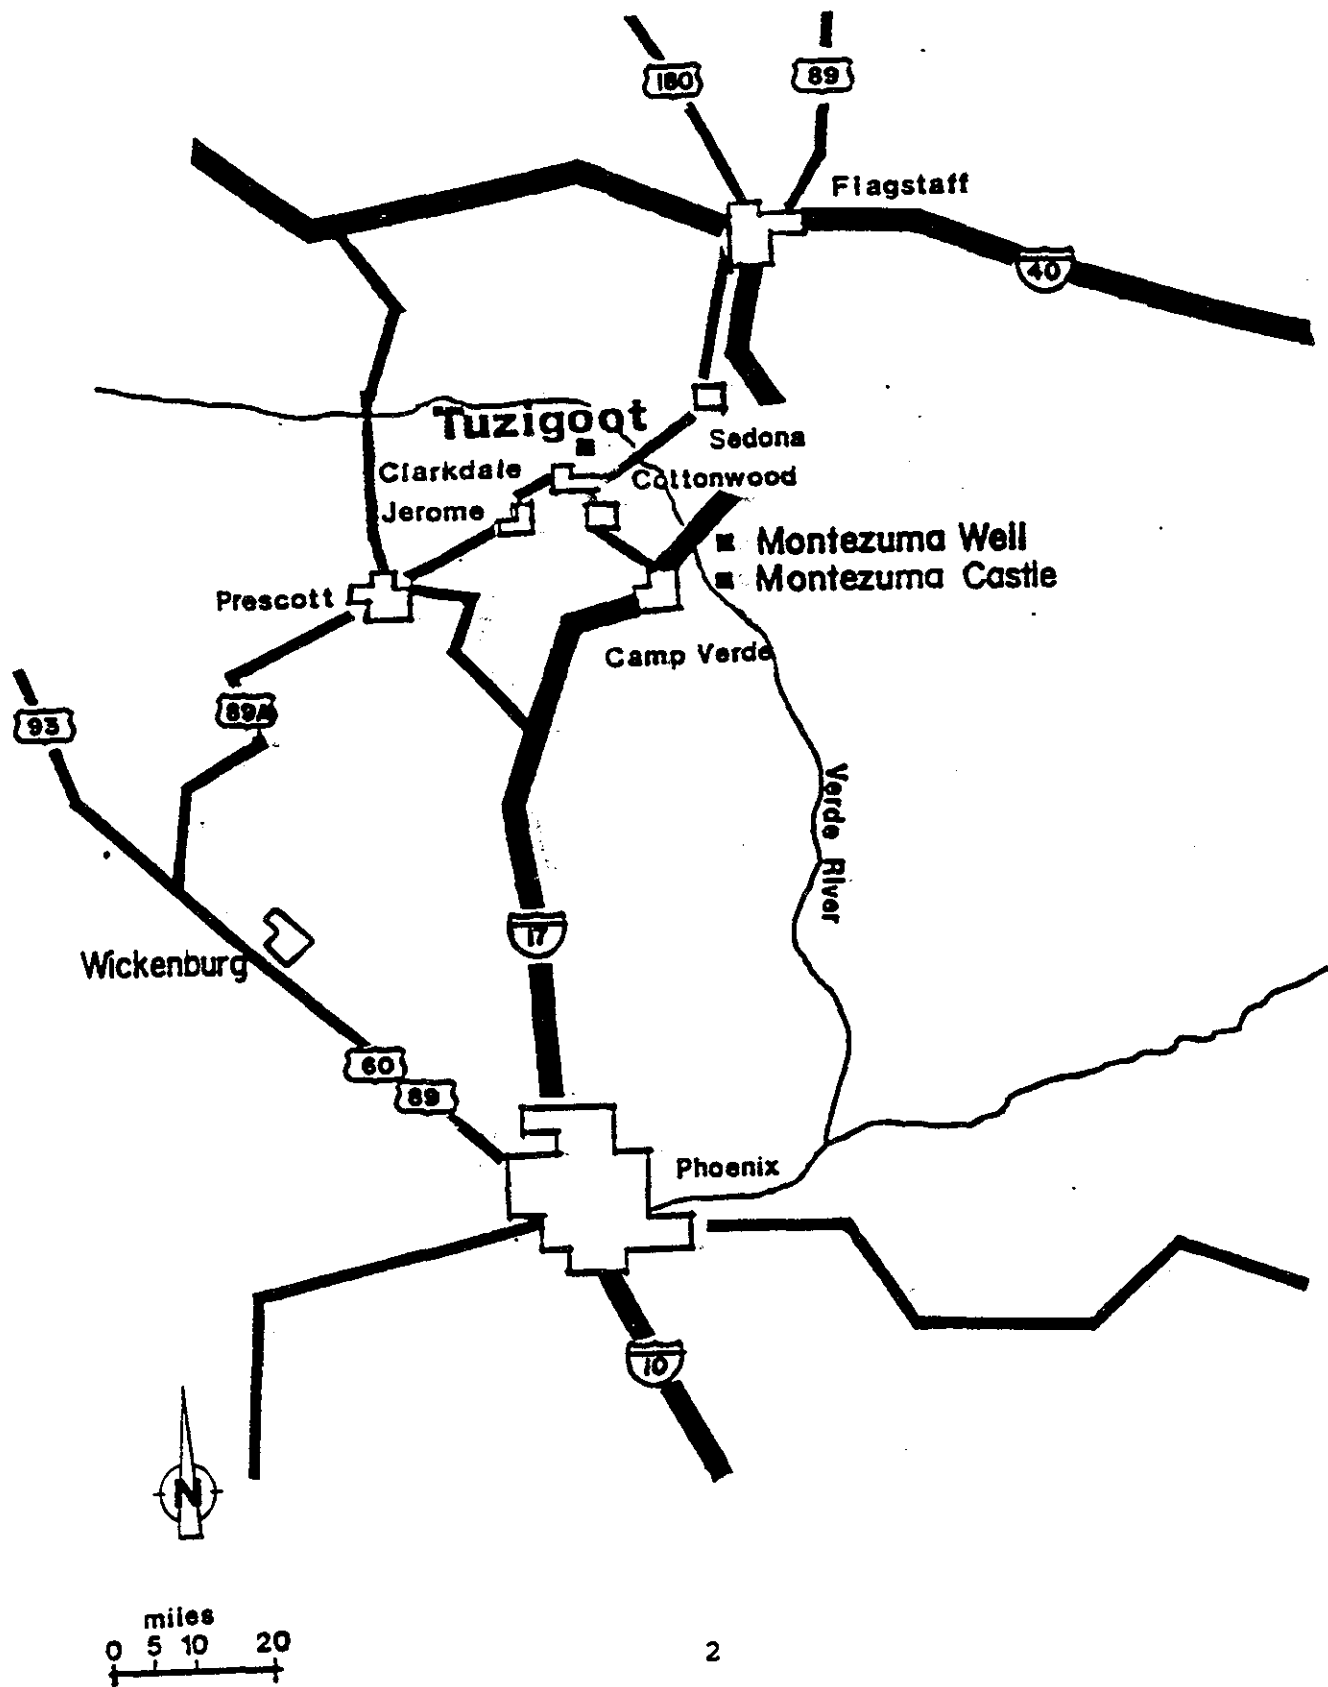 180
89
Flagstaff
40
Tuzigoot
Sedona
Clarkdale
Cottonwood
Jerome
Montezuma Well
Montezuma Castle
Prescott
Camp Verde
93
89A
Verde River
17
Wickenburg
60
89
Phoenix
10
N
miles
0 5 10 20
2